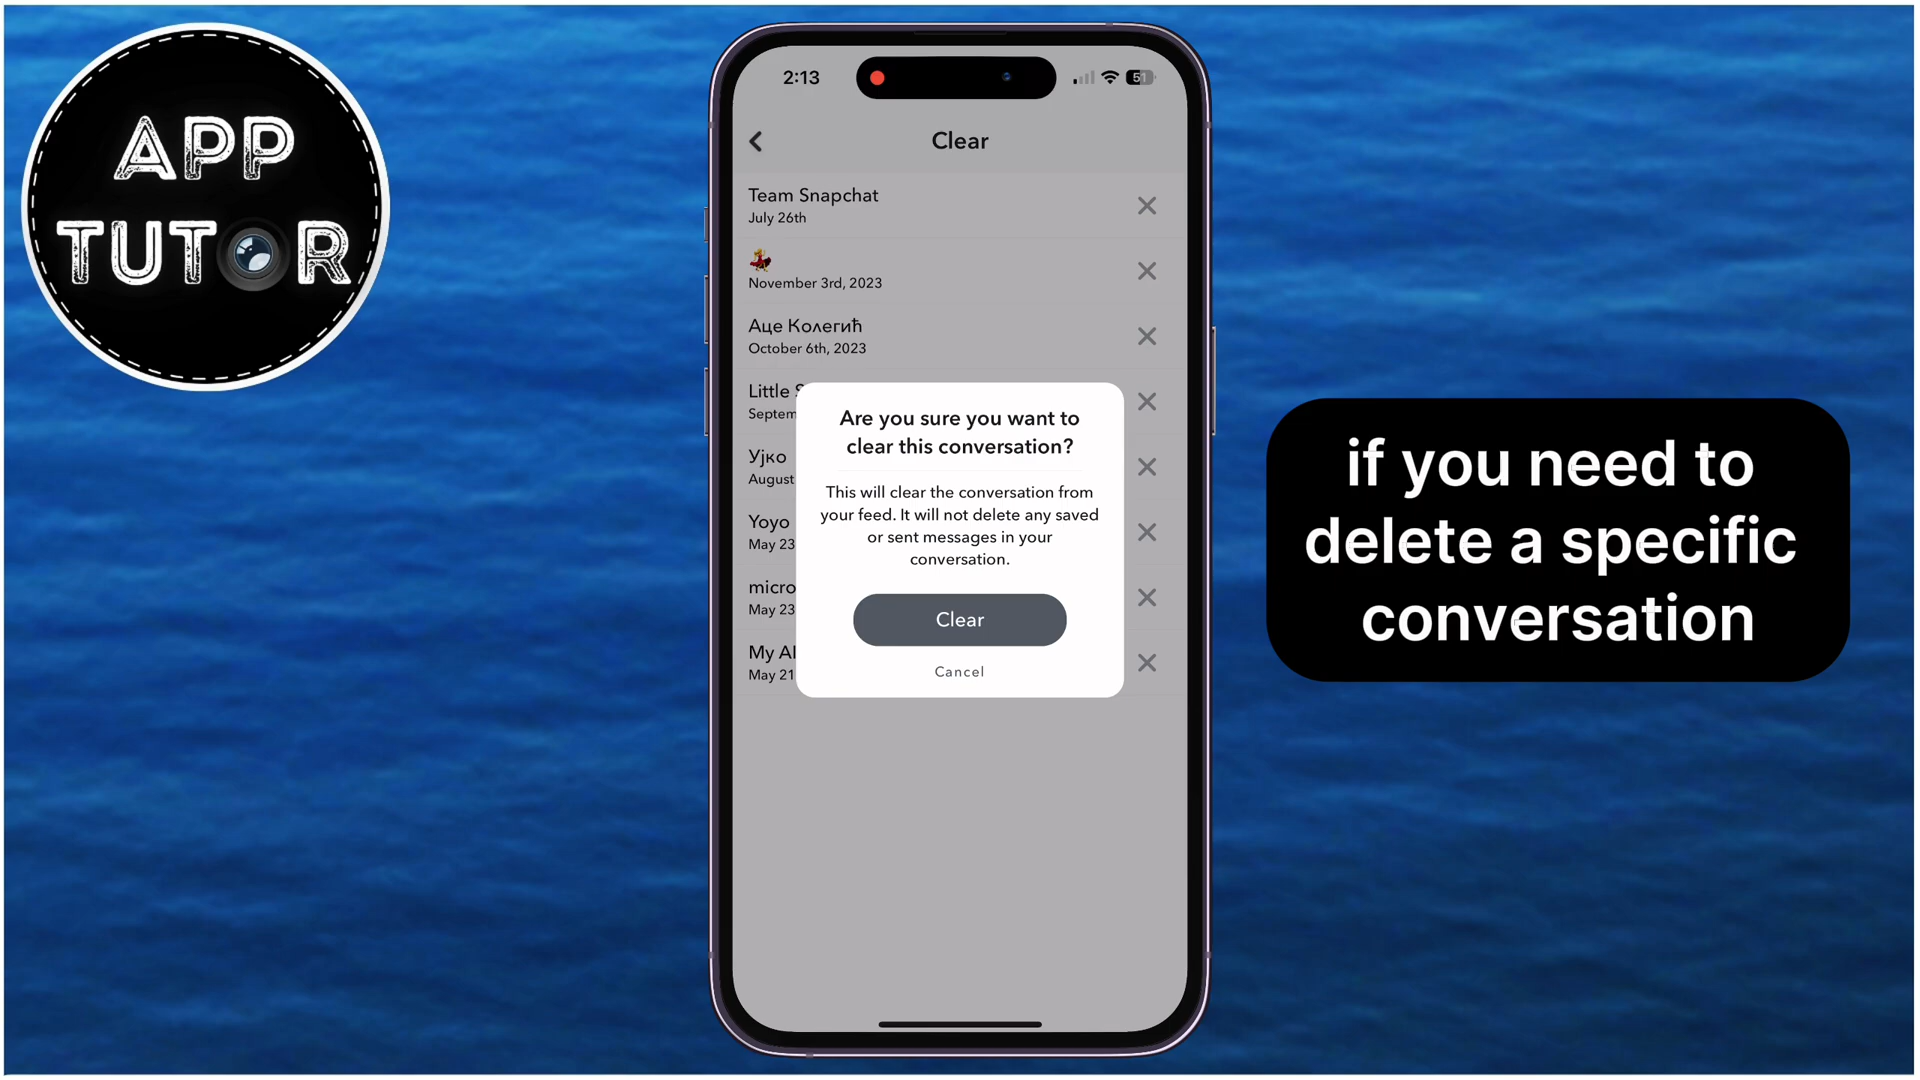 APP
TUTOR
2:13
51
Clear
Team Snapchat
July 26th
November 3rd, 2023
Аце Колегић
October 6th, 2023
Little
Septem
Ујко
August
Yoyo
May 23
micro
May 23
My AI
May 21
Are you sure you want to
clear this conversation?
This will clear the conversation from
your feed. It will not delete any saved
or sent messages in your
conversation.
Clear
Cancel
if you need to
delete a specific
conversation